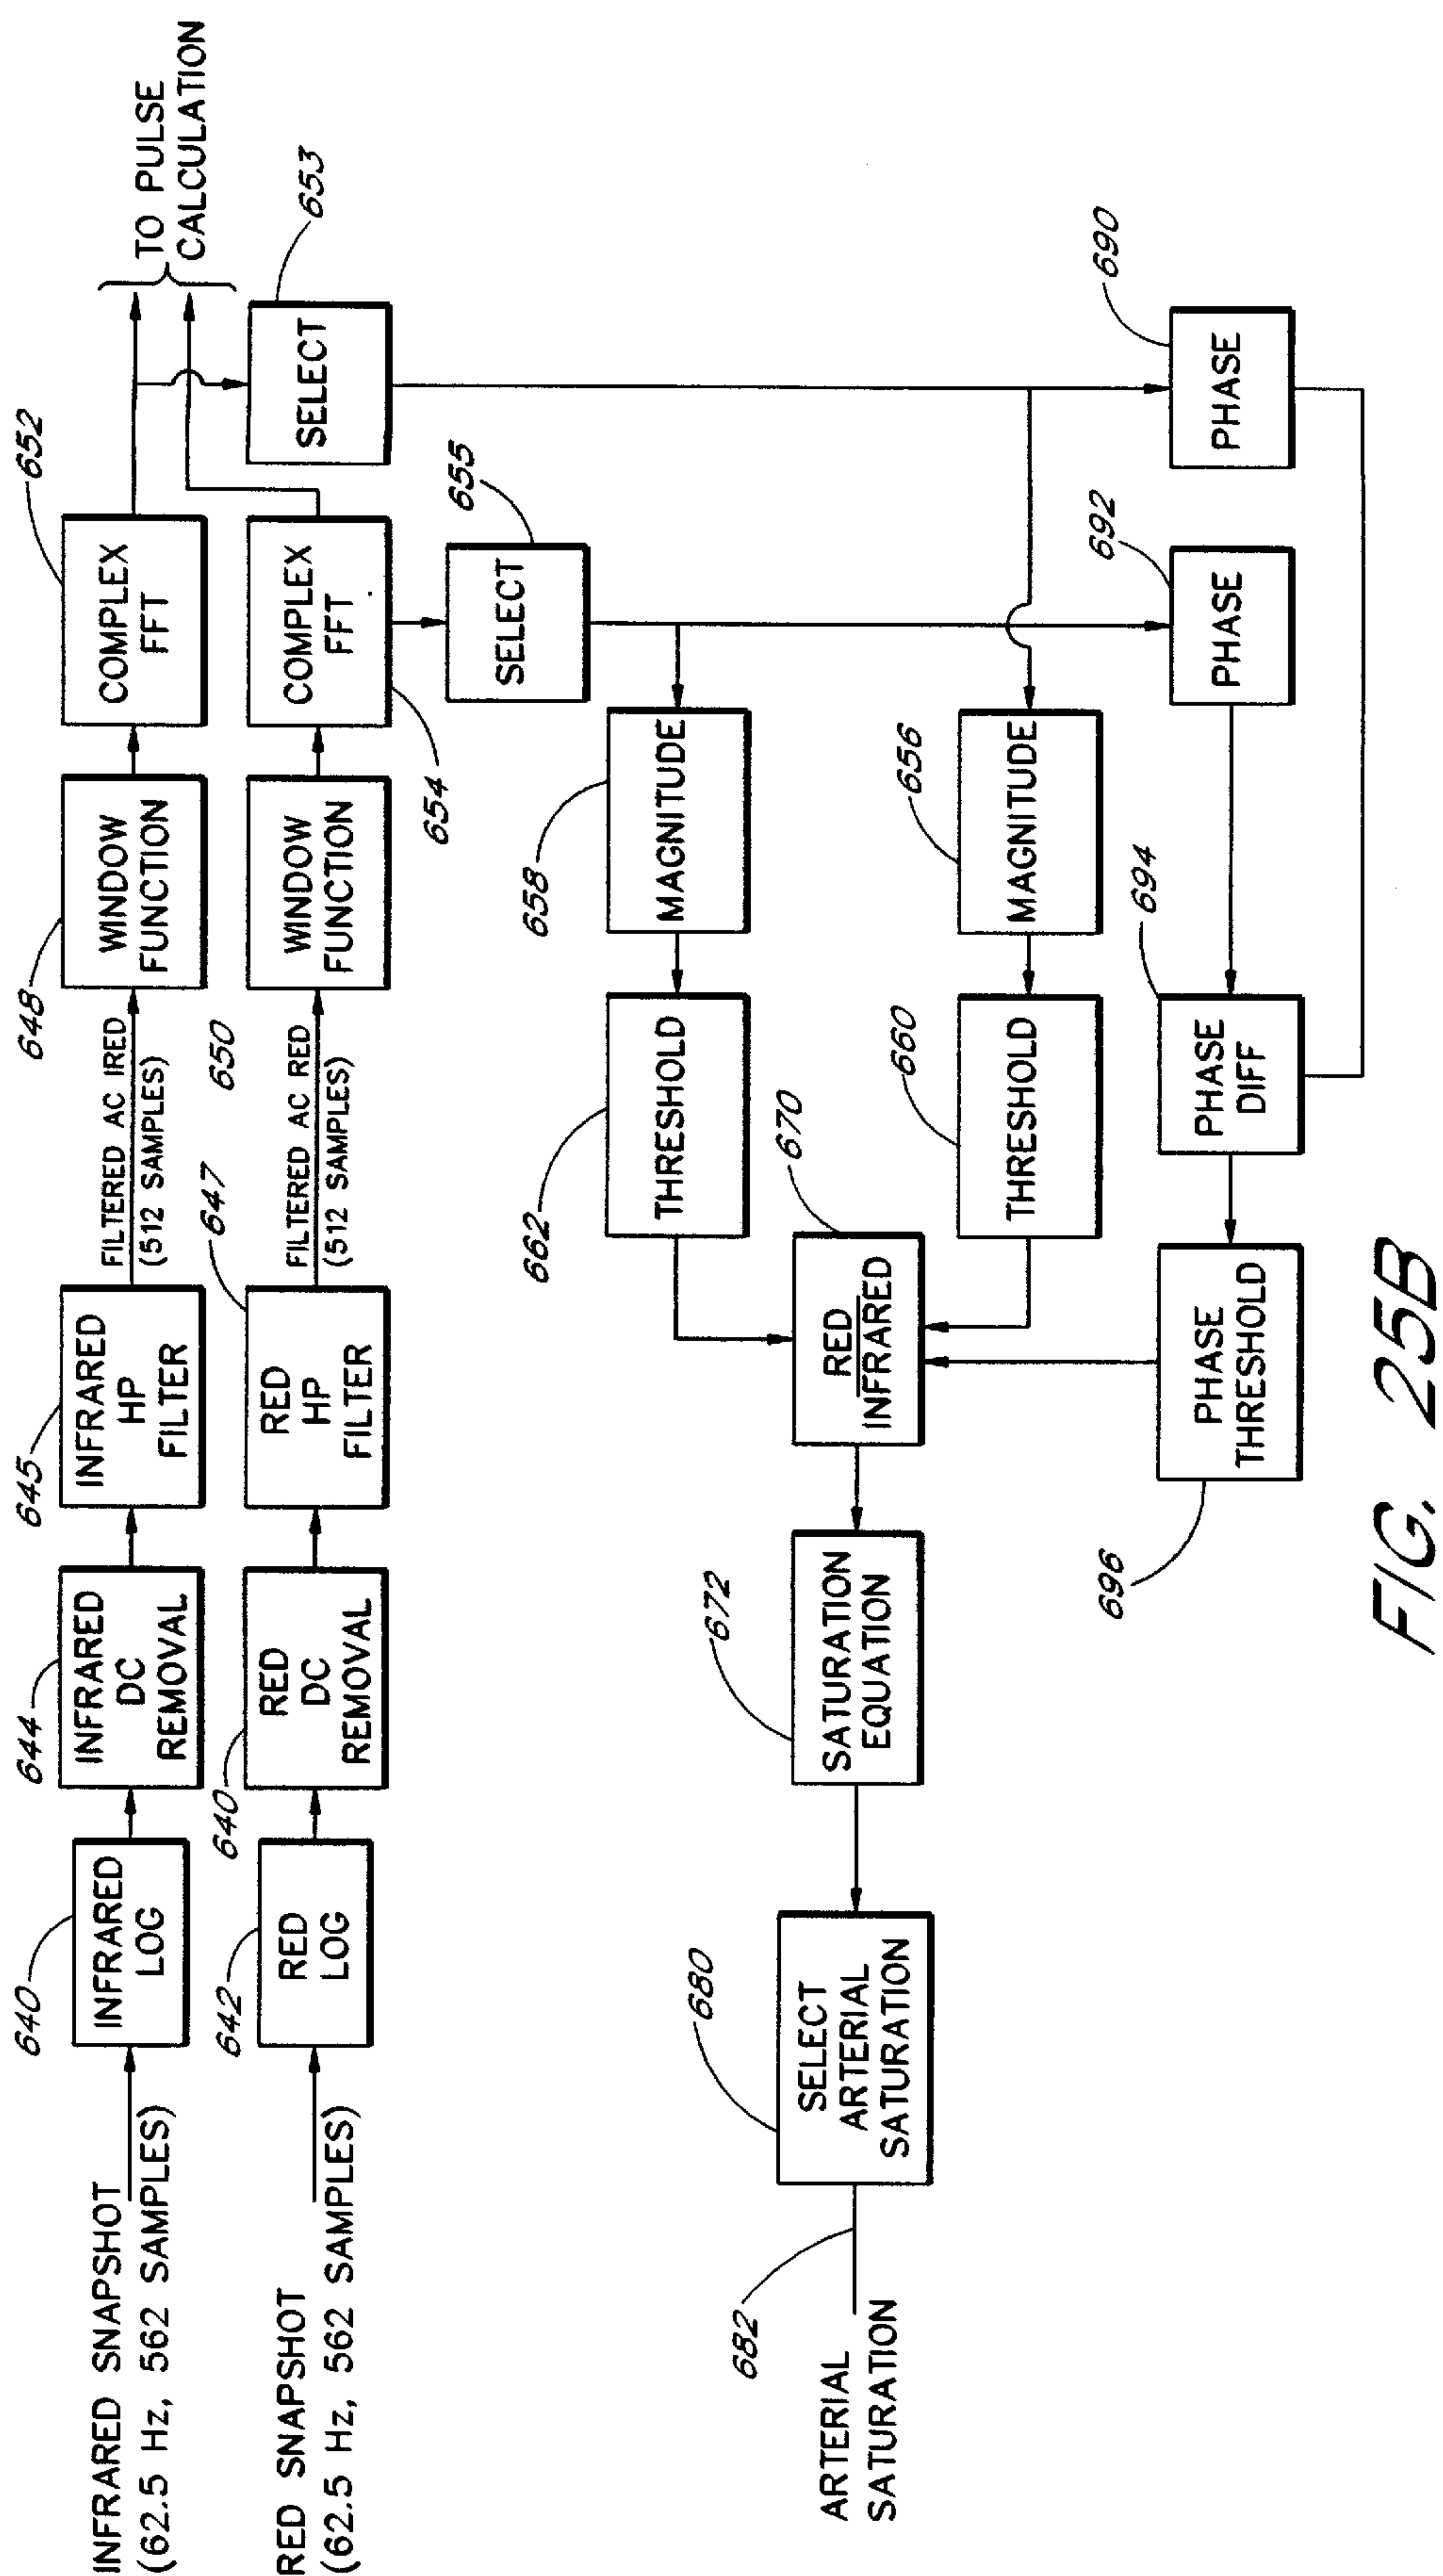 INFRARED SNAPSHOT
(62.5 Hz, 562 SAMPLES)
640
INFRARED
LOG
644
INFRARED
DC
REMOVAL
645
INFRARED
HP
FILTER
FILTERED AC IRED
(512 SAMPLES)
648
WINDOW
FUNCTION
652
COMPLEX
FFT
TO PULSE
CALCULATION
RED SNAPSHOT
(62.5 Hz, 562 SAMPLES)
642
RED
LOG
640
RED
DC
REMOVAL
647
RED
HP
FILTER
FILTERED AC RED
(512 SAMPLES)
650
WINDOW
FUNCTION
654
COMPLEX
FFT
653
SELECT
655
SELECT
658
MAGNITUDE
662
THRESHOLD
656
MAGNITUDE
660
THRESHOLD
670
RED
INFRARED
672
SATURATION
EQUATION
680
SELECT
ARTERIAL
SATURATION
682
ARTERIAL
SATURATION
690
PHASE
692
PHASE
694
PHASE
DIFF
696
PHASE
THRESHOLD
FIG. 25B